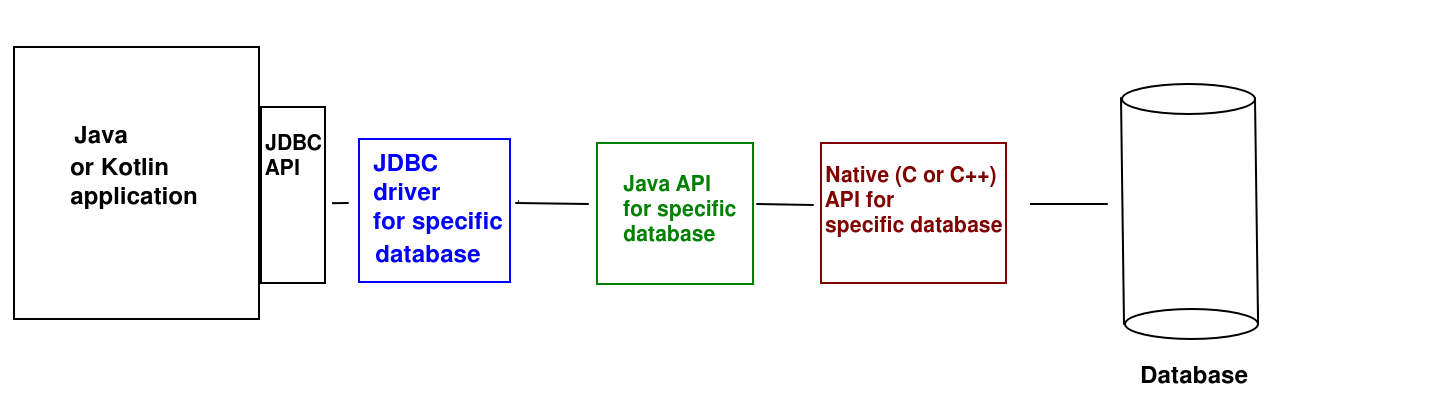 Java
or Kotlin
application
JDBC
API
JDBC
driver
for specific
database
Java API
for specific
database
Native (C or C++)
API for
specific database
Database